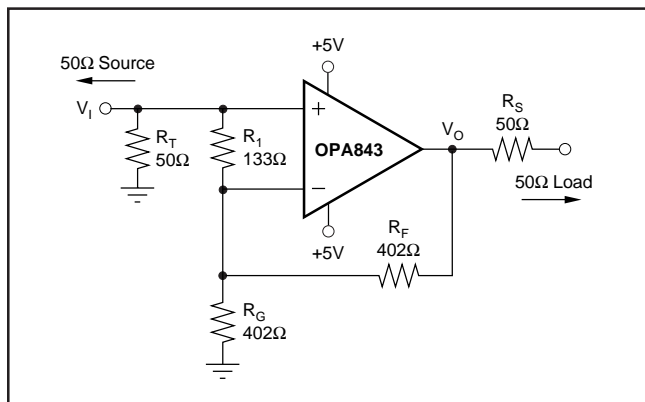 +5V
50Ω Source
V_I
R_T
50Ω
R_1
133Ω
+
−
OPA843
V_O
R_S
50Ω
50Ω Load
+5V
R_F
402Ω
R_G
402Ω